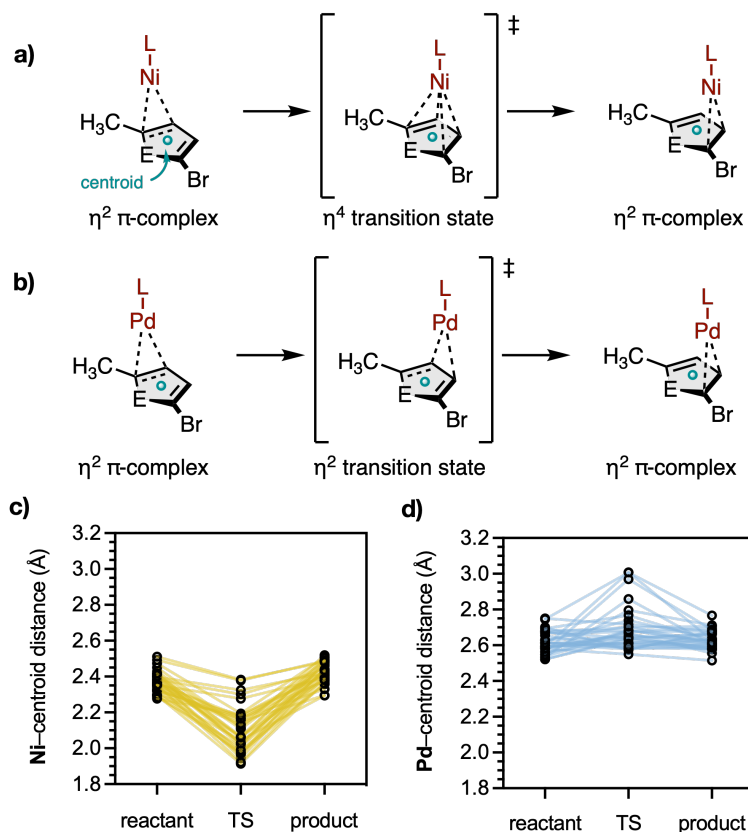 a)
L
Ni
H₃C
E
Br
centroid
η² π-complex
‡
L
Ni
H₃C
E
Br
η⁴ transition state
L
Ni
H₃C
E
Br
η² π-complex
b)
L
Pd
H₃C
E
Br
η² π-complex
‡
L
Pd
H₃C
E
Br
η² transition state
L
Pd
H₃C
E
Br
η² π-complex
c)
Ni–centroid distance (Å)
3.2
3.0
2.8
2.6
2.4
2.2
2.0
1.8
reactant TS product
d)
Pd–centroid distance (Å)
3.2
3.0
2.8
2.6
2.4
2.2
2.0
1.8
reactant TS product